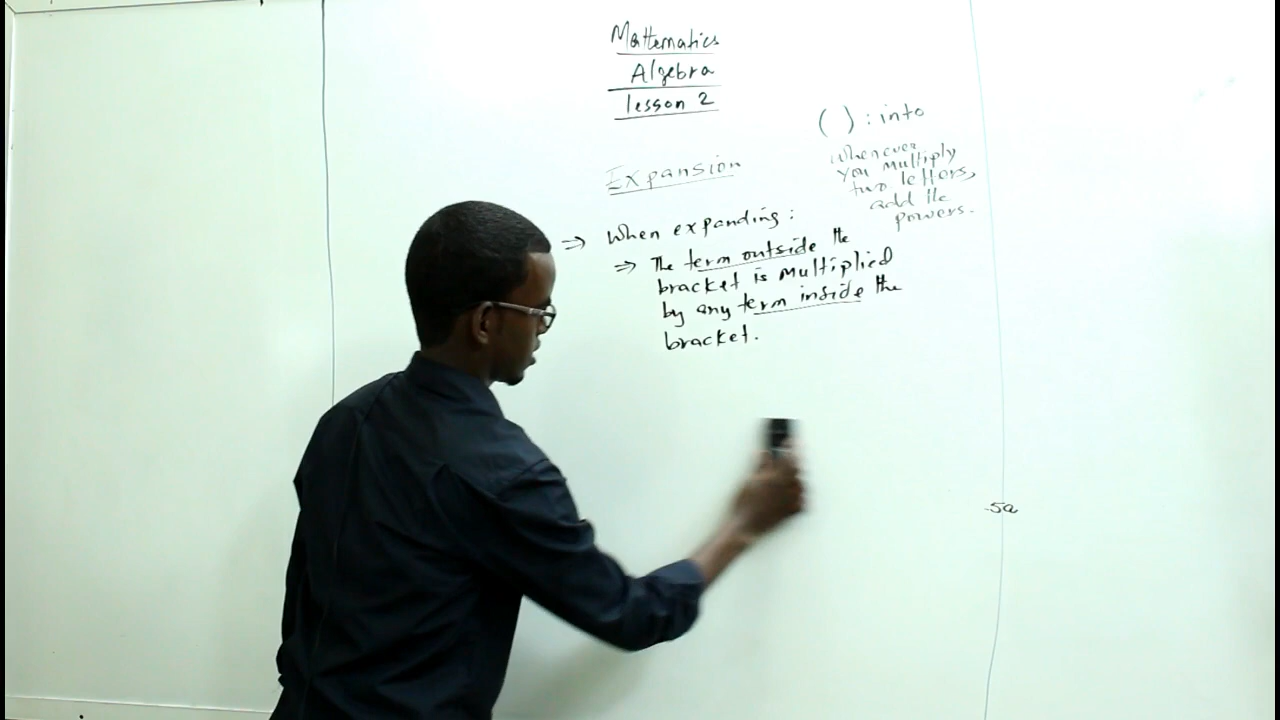 Mathematics
Algebra
lesson 2
( ) : into
Whenever
you multiply
two letters,
add the
powers.
Expansion
⇒ When expanding :
⇒ The term outside the
bracket is multiplied
by any term inside the
bracket.
-5a